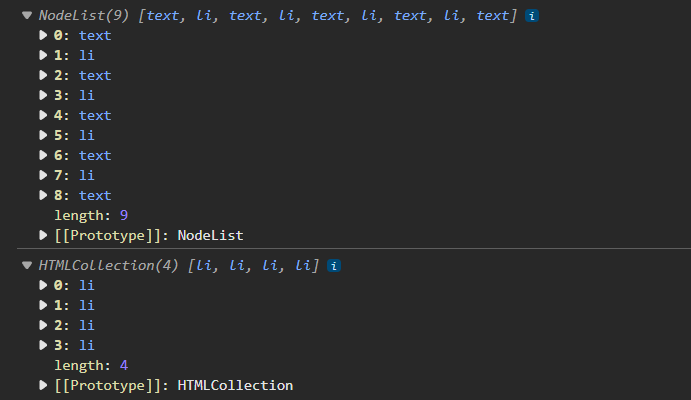 NodeList(9) [text, li, text, li, text, li, text, li, text] i
0: text
1: li
2: text
3: li
4: text
5: li
6: text
7: li
8: text
length: 9
[[Prototype]]: NodeList
HTMLCollection(4) [li, li, li, li] i
0: li
1: li
2: li
3: li
length: 4
[[Prototype]]: HTMLCollection